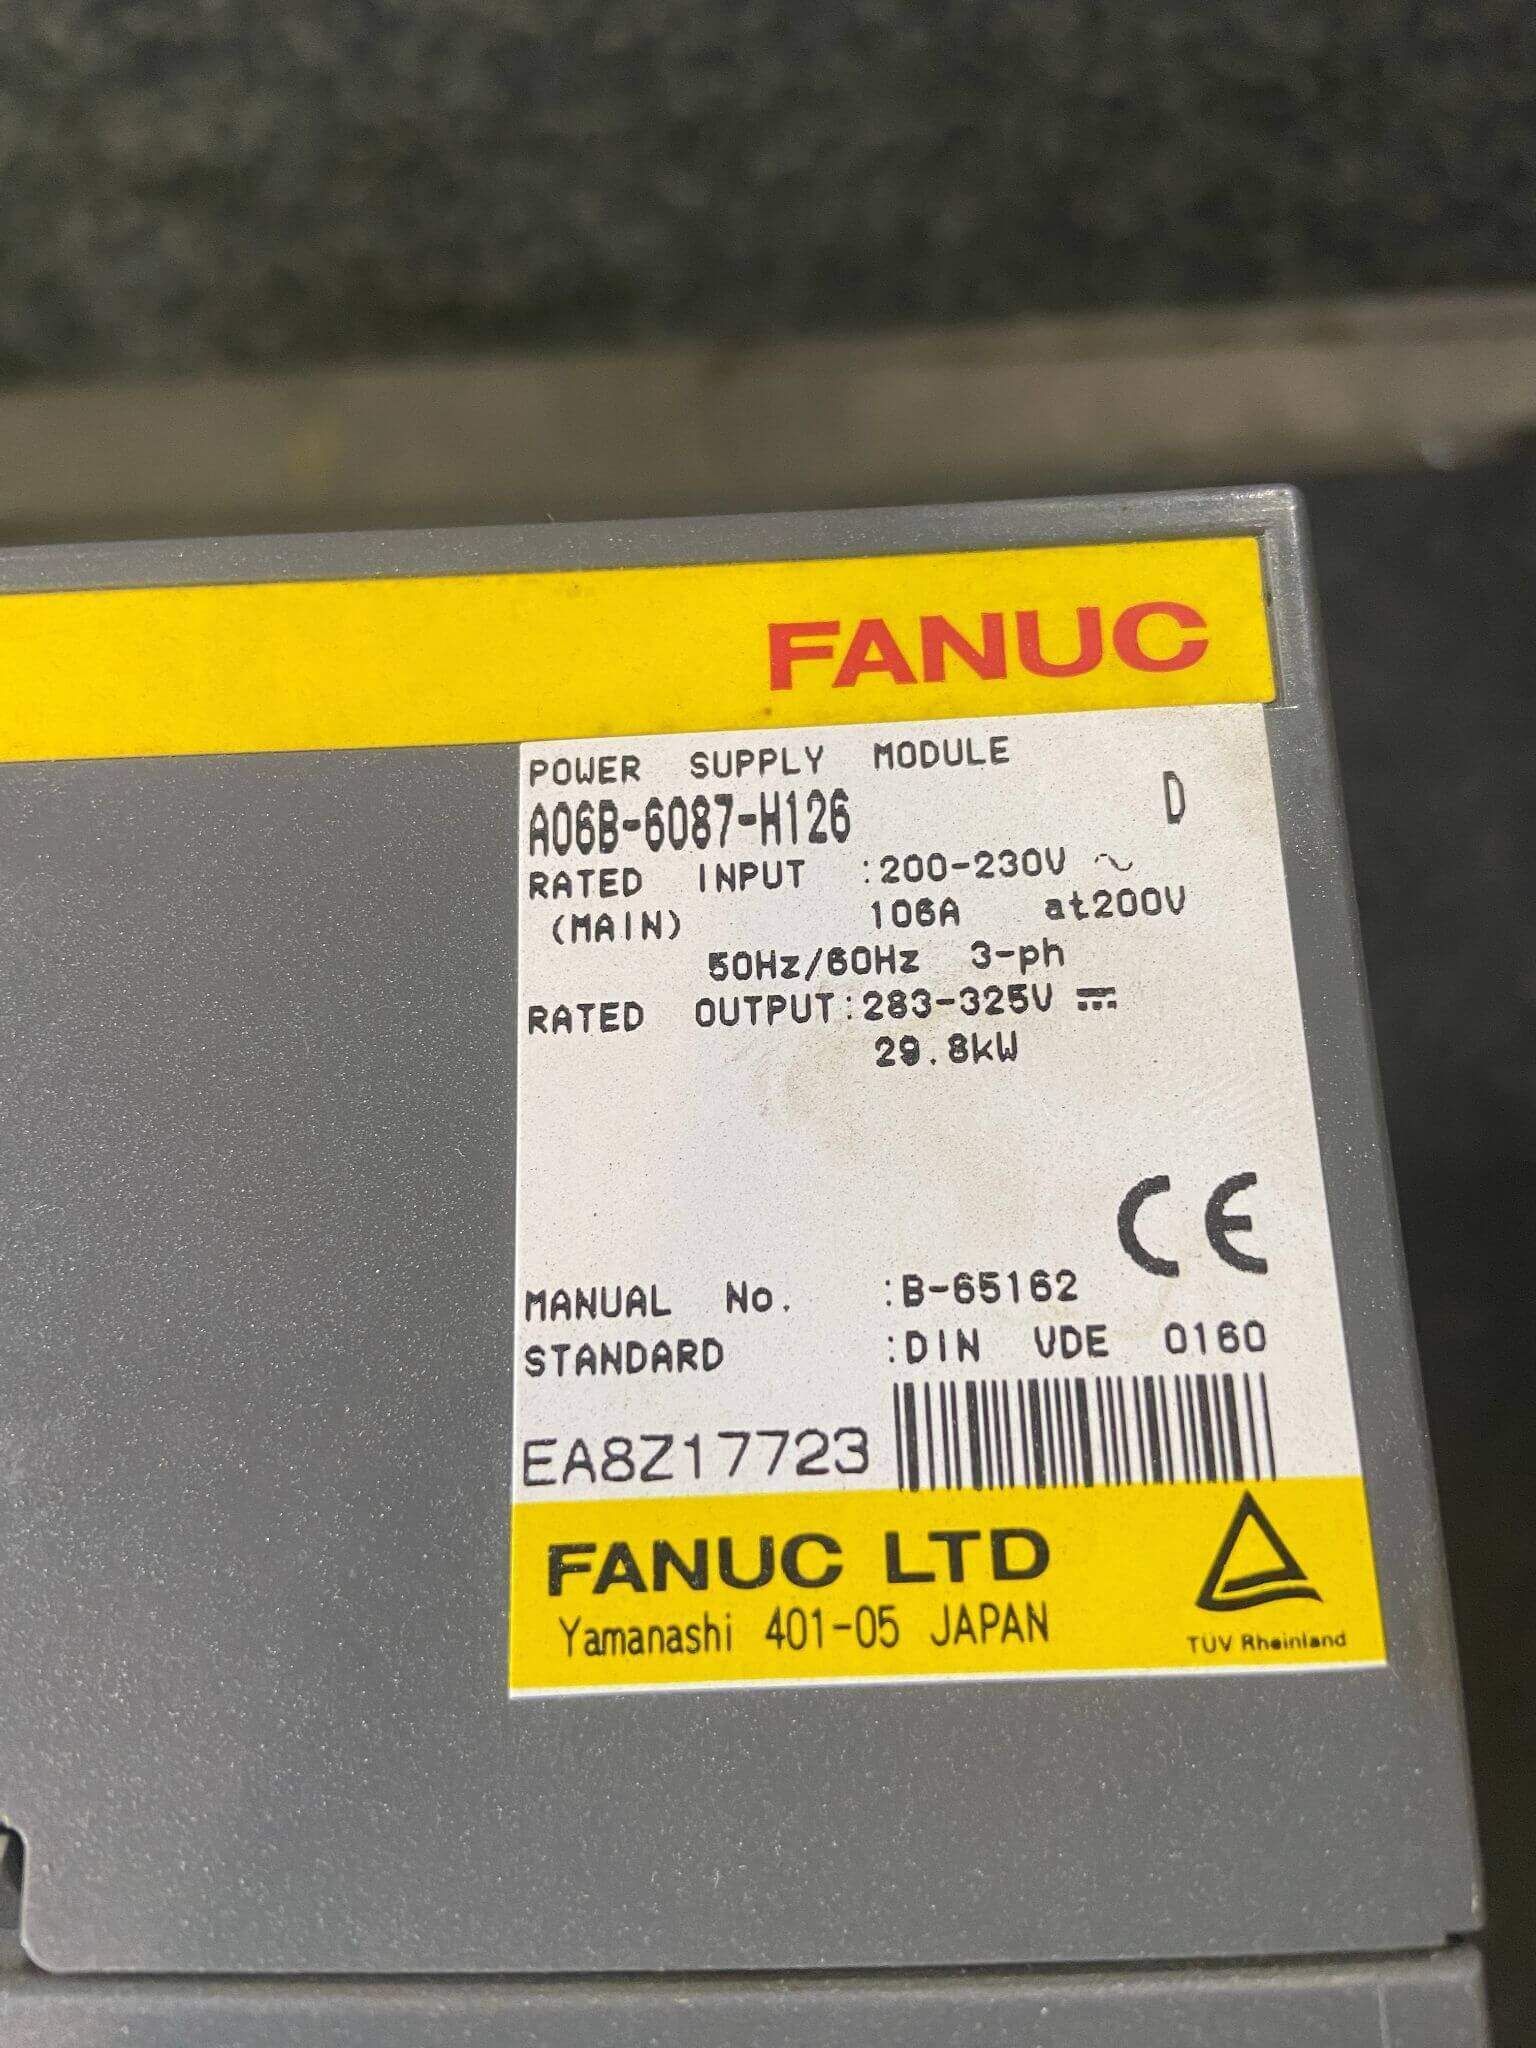 FANUC
POWER SUPPLY MODULE
A06B-6087-H126 D
RATED INPUT :200-230V ~
(MAIN) 106A at200V
50Hz/60Hz 3-ph
RATED OUTPUT:283-325V ⎓
29.8kW
CE
MANUAL No. :B-65162
STANDARD :DIN VDE 0160
EA8Z17723
FANUC LTD
Yamanashi 401-05 JAPAN
TÜV Rheinland